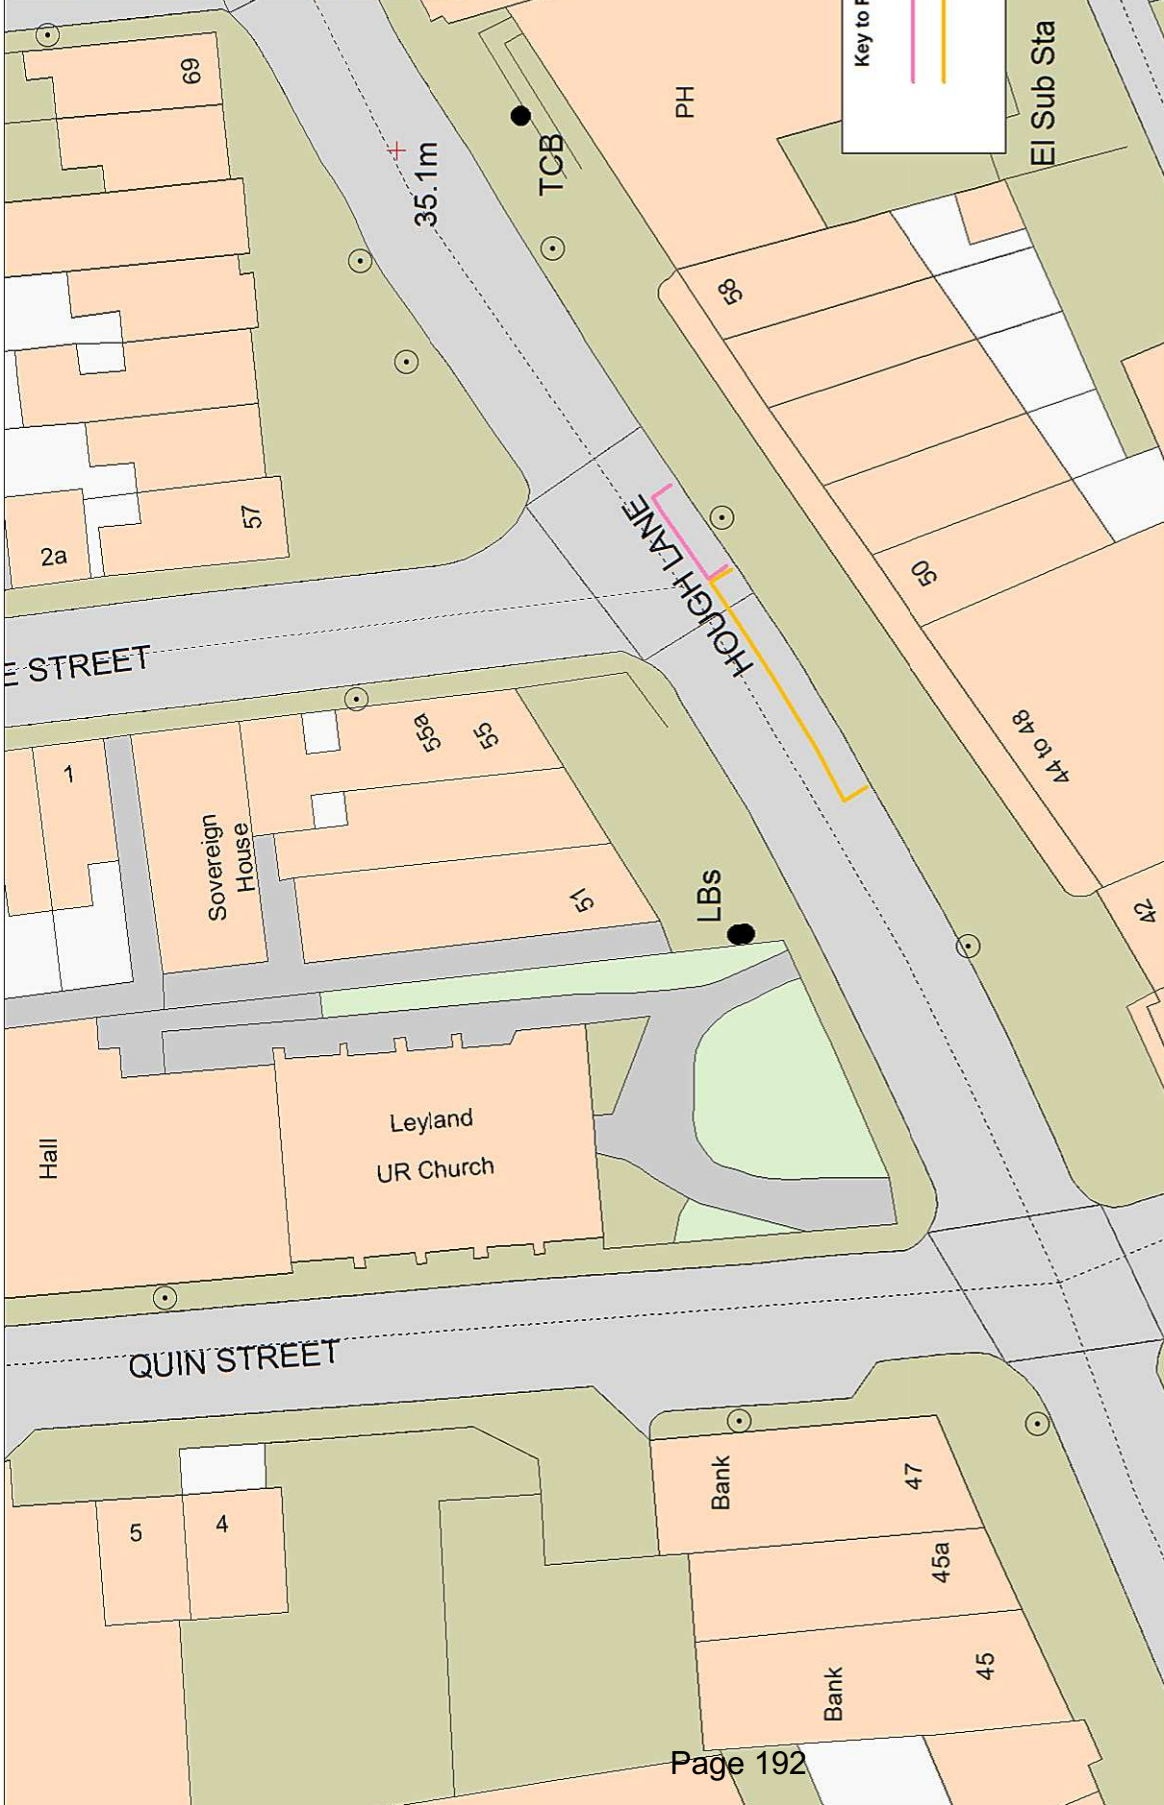 Key to
El Sub Sta
69
PH
35.1m
TCB
58
57
2a
HOUGH LANE
50
STREET
55a
55
44 to 48
1
Sovereign
House
51
LBs
42
Leyland
UR Church
Hall
QUIN STREET
Bank
47
5
4
45a
45
Bank
Page 192